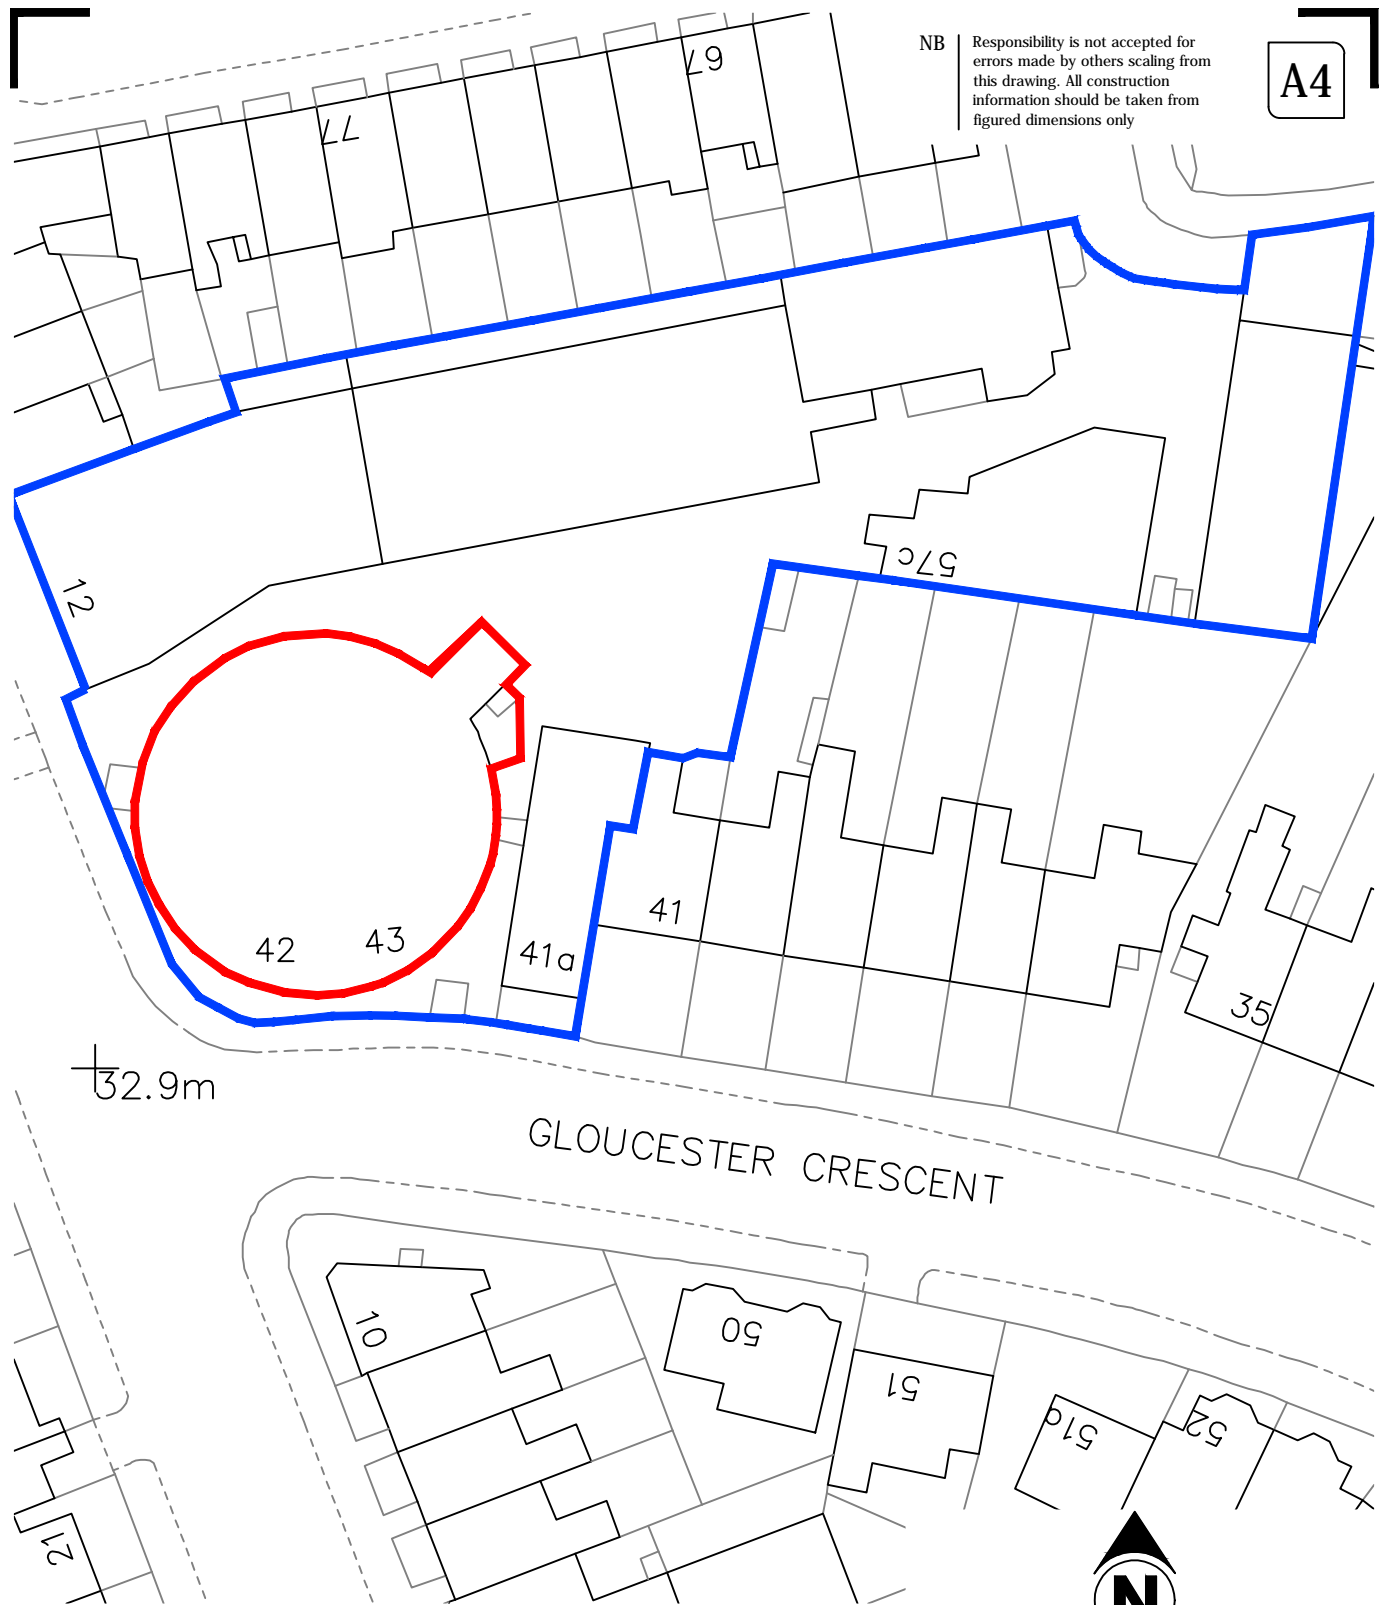 NB
Responsibility is not accepted for
errors made by others scaling from
this drawing. All construction
information should be taken from
figured dimensions only
A4
67
77
12
57c
42
43
41a
41
35
32.9m
GLOUCESTER CRESCENT
10
50
51
51a
52
21
N